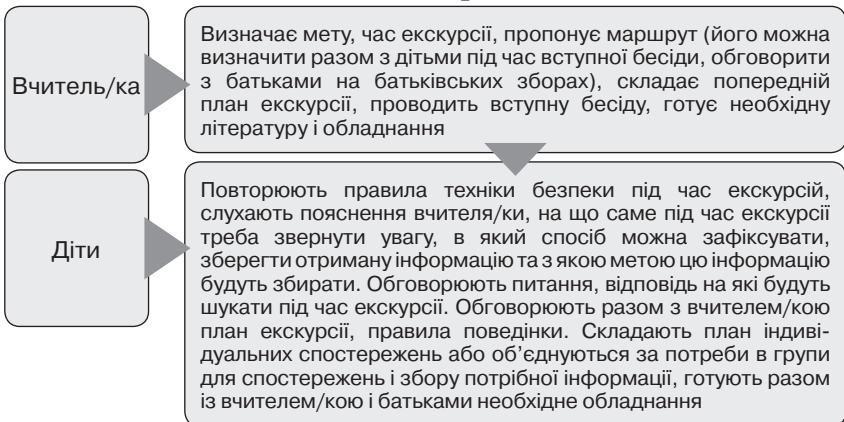 Вчитель/ка
Визначає мету, час екскурсії, пропонує маршрут (його можна
визначити разом з дітьми під час вступної бесіди, обговорити
з батьками на батьківських зборах), складає попередній
план екскурсії, проводить вступну бесіду, готує необхідну
літературу і обладнання
Діти
Повторюють правила техніки безпеки під час екскурсій,
слухають пояснення вчителя/ки, на що саме під час екскурсії
треба звернути увагу, в який спосіб можна зафіксувати,
зберегти отриману інформацію та з якою метою цю інформацію
будуть збирати. Обговорюють питання, відповідь на які будуть
шукати під час екскурсії. Обговорюють разом з вчителем/кою
план екскурсії, правила поведінки. Складають план індиві-
дуальних спостережень або об’єднуються за потреби в групи
для спостережень і збору потрібної інформації, готують разом
із вчителем/кою і батьками необхідне обладнання